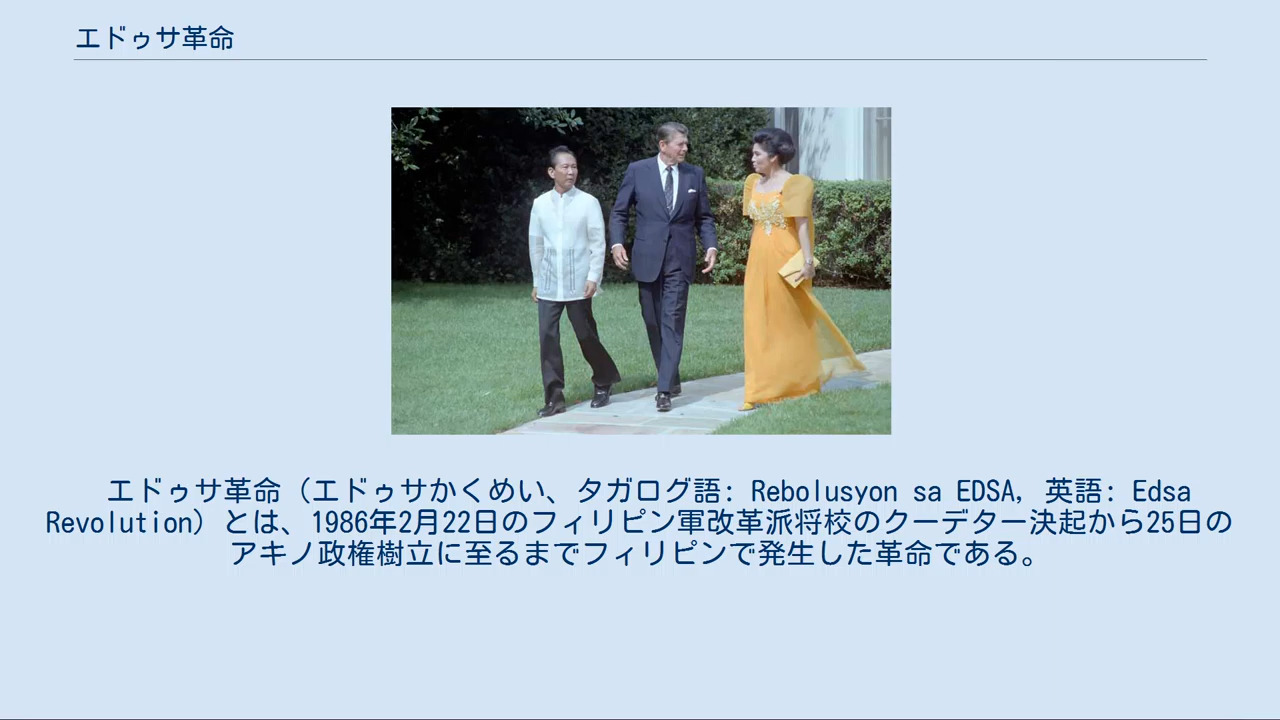 エドゥサ革命
エドゥサ革命（エドゥサかくめい、タガログ語: Rebolusyon sa EDSA, 英語: Edsa
Revolution）とは、1986年2月22日のフィリピン軍改革派将校のクーデター決起から25日の
アキノ政権樹立に至るまでフィリピンで発生した革命である。